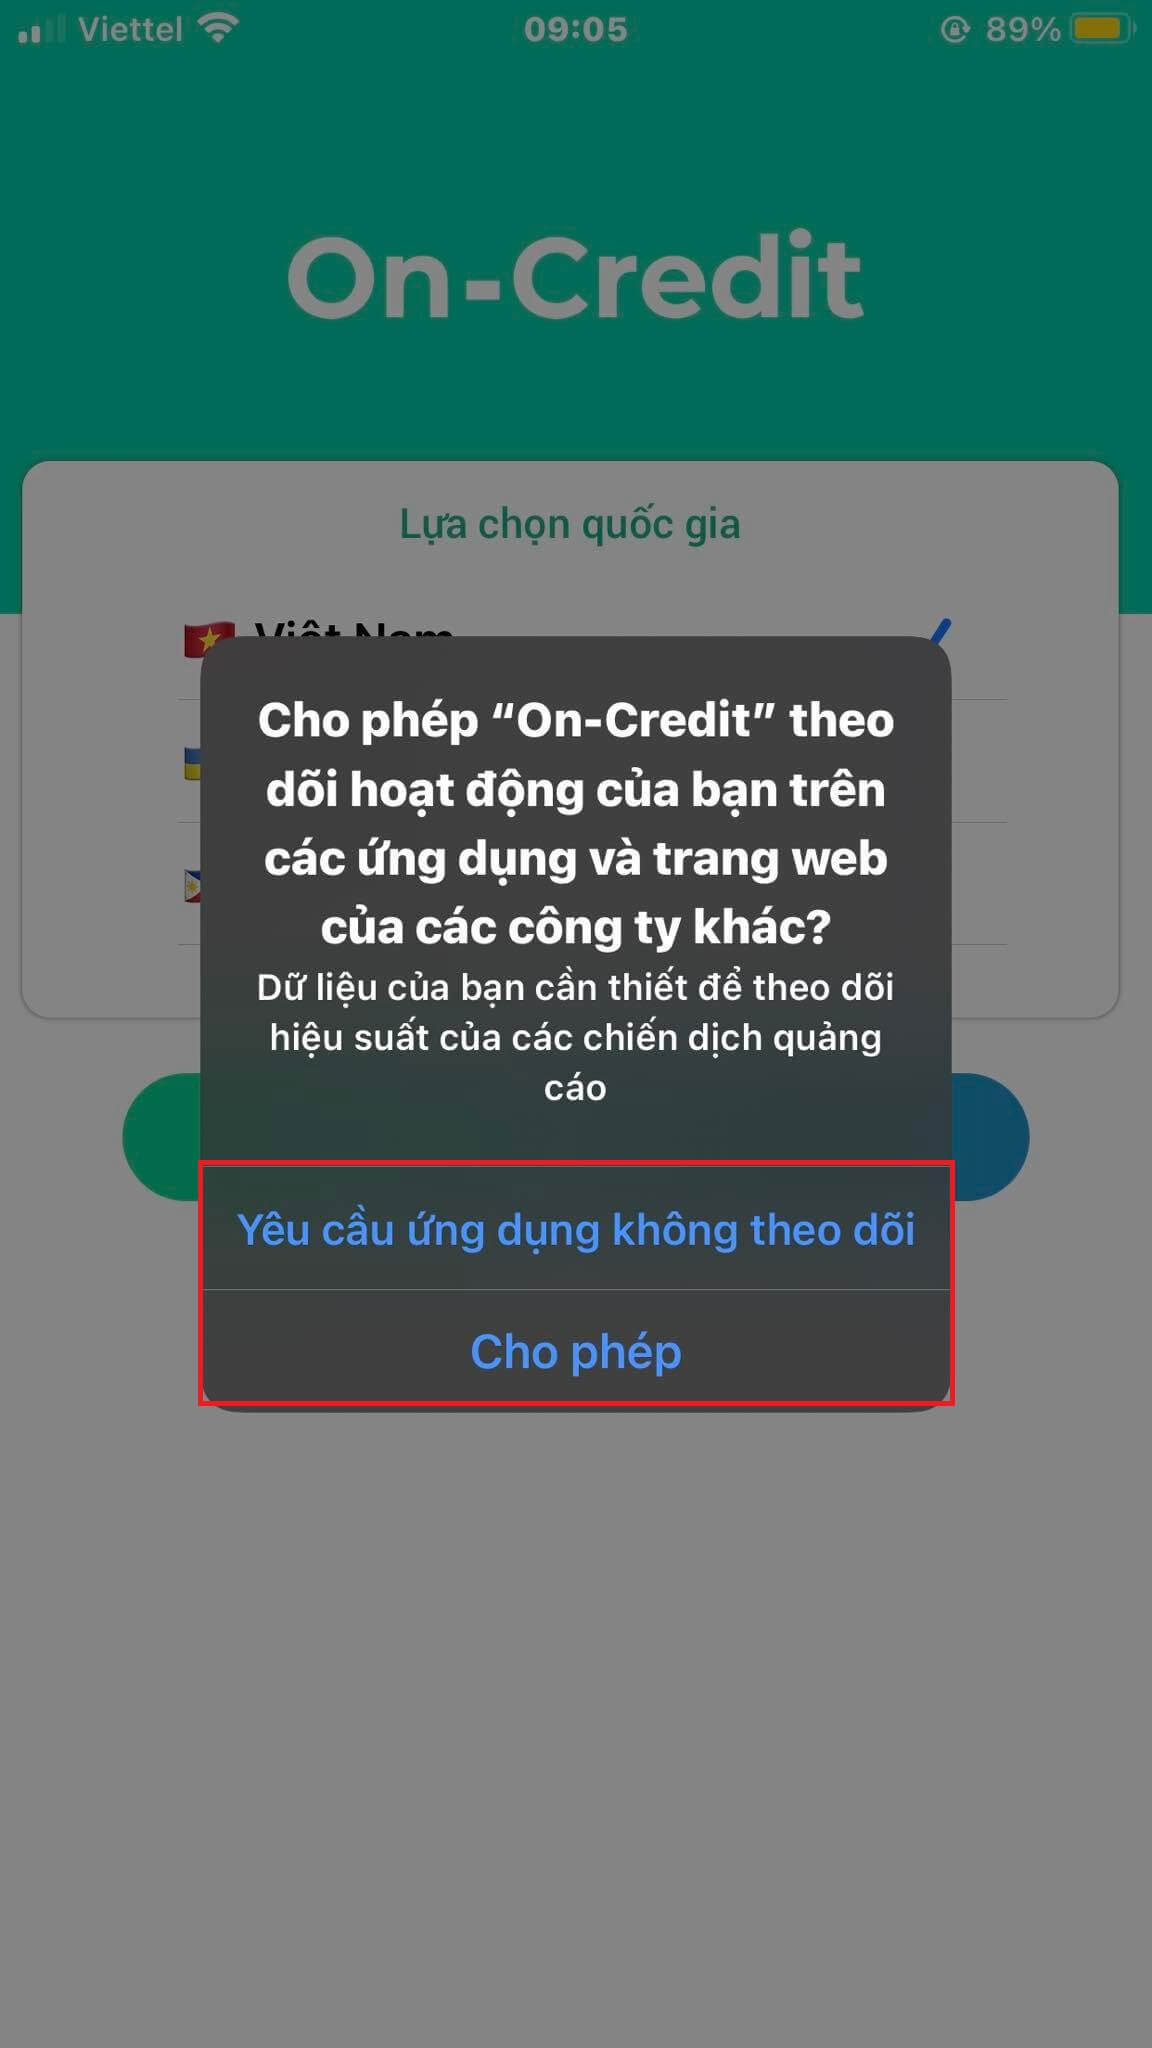 Viettel 09:05 89%
On-Credit
Lựa chọn quốc gia
Việt Nam
Cho phép “On-Credit” theo
dõi hoạt động của bạn trên
các ứng dụng và trang web
của các công ty khác?
Dữ liệu của bạn cần thiết để theo dõi
hiệu suất của các chiến dịch quảng
cáo
Yêu cầu ứng dụng không theo dõi
Cho phép